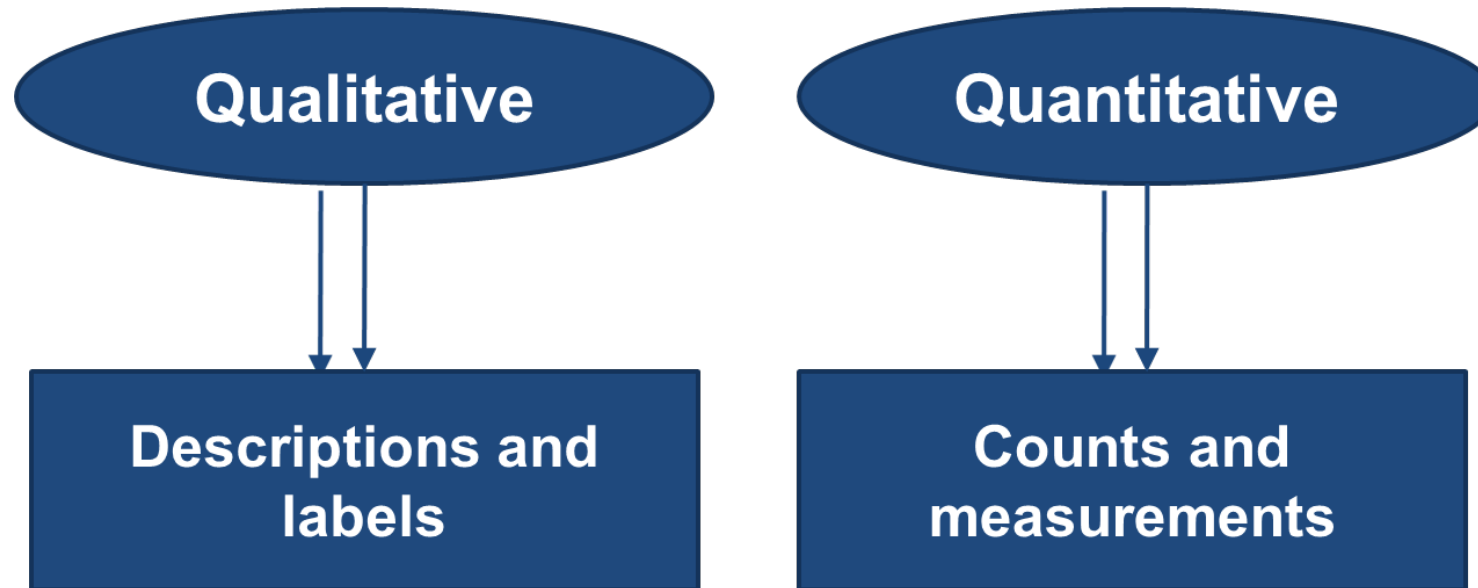 Qualitative
Quantitative
Descriptions and
labels
Counts and
measurements